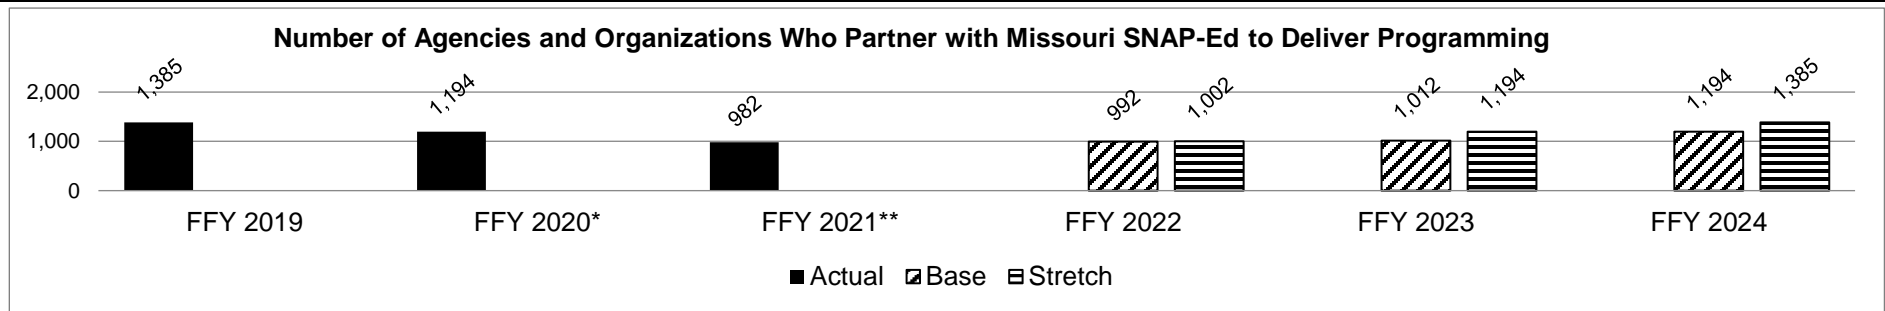 Number of Agencies and Organizations Who Partner with Missouri SNAP-Ed to Deliver Programming
1,385 1,194 982 992 1,002 1,012 1,194 1,194 1,385
2,000
1,000
0
FFY 2019 FFY 2020* FFY 2021** FFY 2022 FFY 2023 FFY 2024
Actual Base Stretch